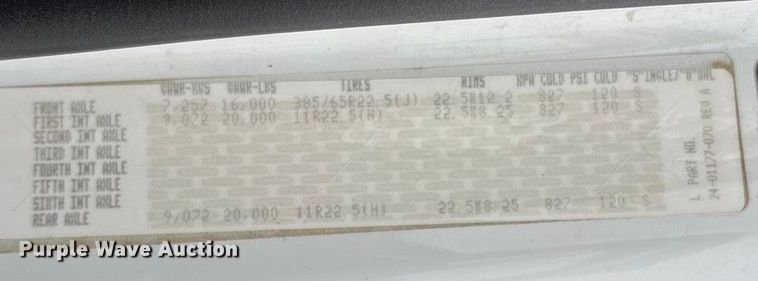 GAWR-KGS GAWR-LBS TIRES RIMS KPA COLD PSI COLD "S"INGLE/"D"UAL
FRONT AXLE 7,257 16,000 385/65R22.5(J) 22.5X12.2 827 120 S
FIRST INT AXLE 9,072 20,000 11R22.5(H) 22.5X8.25 827 120 S
SECOND INT AXLE
THIRD INT AXLE
FOURTH INT AXLE
FIFTH INT AXLE
SIXTH INT AXLE
REAR AXLE 9,072 20,000 11R22.5(H) 22.5X8.25 827 120 S
L PART NO.
24-01177-070 REV A
Purple Wave Auction